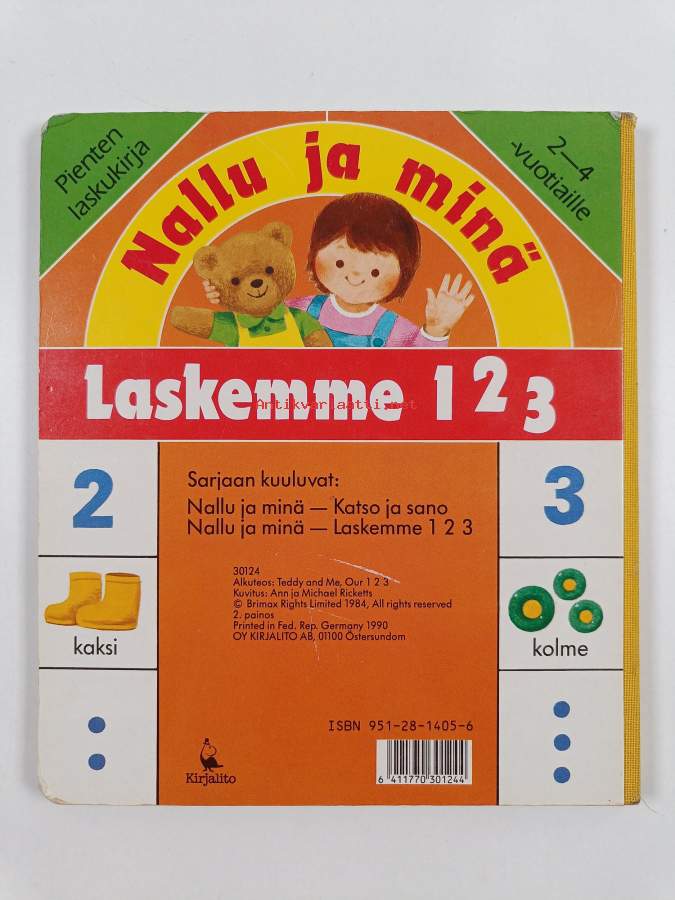 Pienten
laskukirja
Nallu ja minä
2—4
-vuotiaille
Laskemme 1 2 3
Antikvariaatti.net
2
3
Sarjaan kuuluvat:
Nallu ja minä — Katso ja sano
Nallu ja minä — Laskemme 1 2 3
30124
Alkuteos: Teddy and Me, Our 1 2 3
Kuvitus: Ann ja Michael Ricketts
© Brimax Rights Limited 1984, All rights reserved
2. painos
Printed in Fed. Rep. Germany 1990
OY KIRJALITO AB, 01100 Östersundom
kaksi
kolme
ISBN 951-28-1405-6
Kirjalito
6 411770 301244